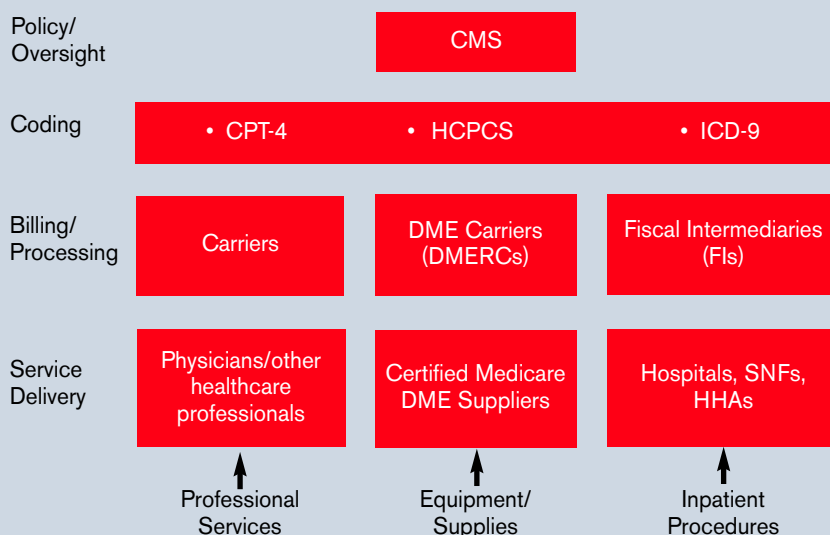 Policy/
Oversight
CMS
Coding
• CPT-4
• HCPCS
• ICD-9
Billing/
Processing
Carriers
DME Carriers
(DMERCs)
Fiscal Intermediaries
(FIs)
Service
Delivery
Physicians/other
healthcare
professionals
Certified Medicare
DME Suppliers
Hospitals, SNFs,
HHAs
Professional
Services
Equipment/
Supplies
Inpatient
Procedures